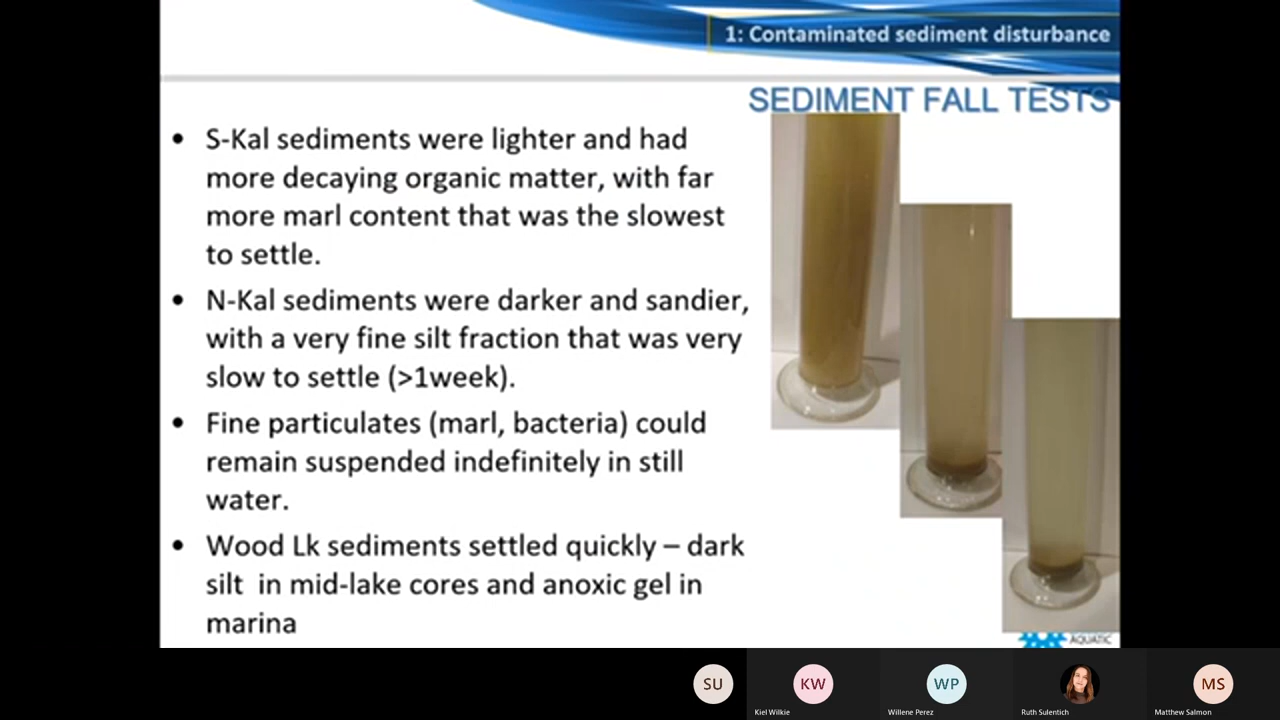 1: Contaminated sediment disturbance
SEDIMENT FALL TESTS
• S-Kal sediments were lighter and had
more decaying organic matter, with far
more marl content that was the slowest
to settle.
• N-Kal sediments were darker and sandier,
with a very fine silt fraction that was very
slow to settle (>1week).
• Fine particulates (marl, bacteria) could
remain suspended indefinitely in still
water.
• Wood Lk sediments settled quickly – dark
silt  in mid-lake cores and anoxic gel in
marina
AQUATIC
SU
KW
WP
MS
Kiel Wilkie
Willene Perez
Ruth Sulentich
Matthew Salmon